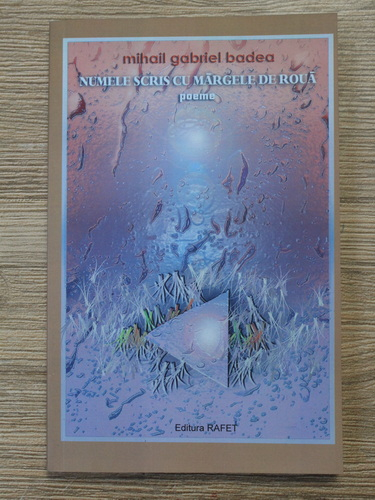 mihail gabriel badea
NUMELE SCRIS CU MĂRGELE DE ROUĂ
poeme
Editura RAFET